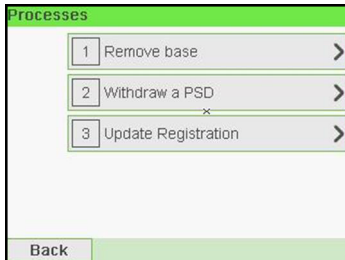 Processes
1 Remove base
2 Withdraw a PSD
3 Update Registration
Back